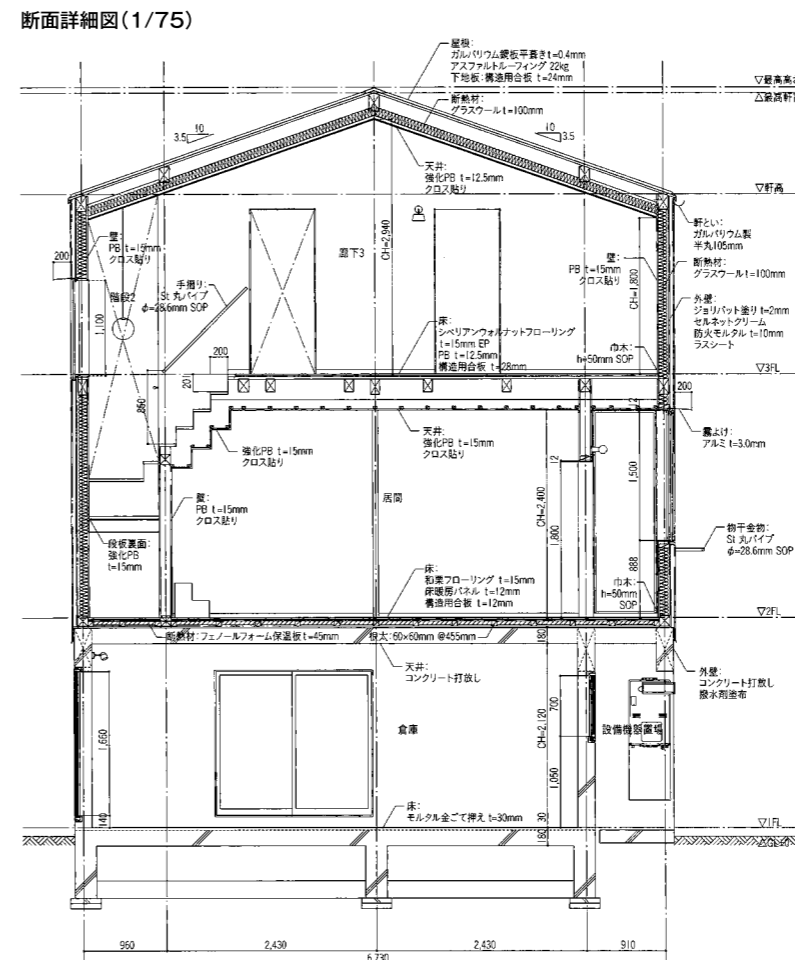 断面詳細図(1/75)
屋根:
ガルバリウム鋼板平葺きt=0.4mm
アスファルトルーフィング 22kg
下地板:構造用合板 t=24mm
▽最高高さ
△最高軒高
断熱材:
グラスウールt=100mm
10
3.5
10
3.5
天井:
強化PB t=12.5mm
クロス貼り
▽軒高
壁:
PB t=15mm
クロス貼り
200
手摺り:
St 丸パイプ
φ=28.6mm SOP
階段2
1,100
廊下3
CH=2,940
壁:
PB t=15mm
クロス貼り
CH=1,800
軒とい:
ガルバリウム製
半丸105mm
断熱材:
グラスウールt=100mm
外壁:
ジョリパット塗り t=2mm
セルネットクリーム
防火モルタル t=10mm
ラスシート
床:
シベリアンウォルナットフローリング
t=15mm EP
PB t=12.5mm
構造用合板 t=28mm
巾木:
h=50mm SOP
▽3FL
200
201
850
200
12
強化PB t=15mm
クロス貼り
天井:
強化PB t=15mm
クロス貼り
霧よけ:
アルミ t=3.0mm
壁:
PB t=15mm
クロス貼り
居間
CH=2,400
12
1,800
1,500
888
段板裏面:
強化PB
t=15mm
物干金物:
St 丸パイプ
φ=28.6mm SOP
床:
和栗フローリング t=15mm
床暖房パネル t=12mm
構造用合板 t=12mm
巾木:
h=50mm
SOP
▽2FL
断熱材:フェノールフォーム保温板t=45mm
根太:60×60mm @455mm
180
天井:
コンクリート打放し
外壁:
コンクリート打放し
撥水剤塗布
1,660
140
倉庫
CH=2,120
700
1,050
設備機器置場
床:
モルタル金ごて押え t=30mm
30
180
▽1FL
△GL±0
960
2,430
2,430
910
6,730